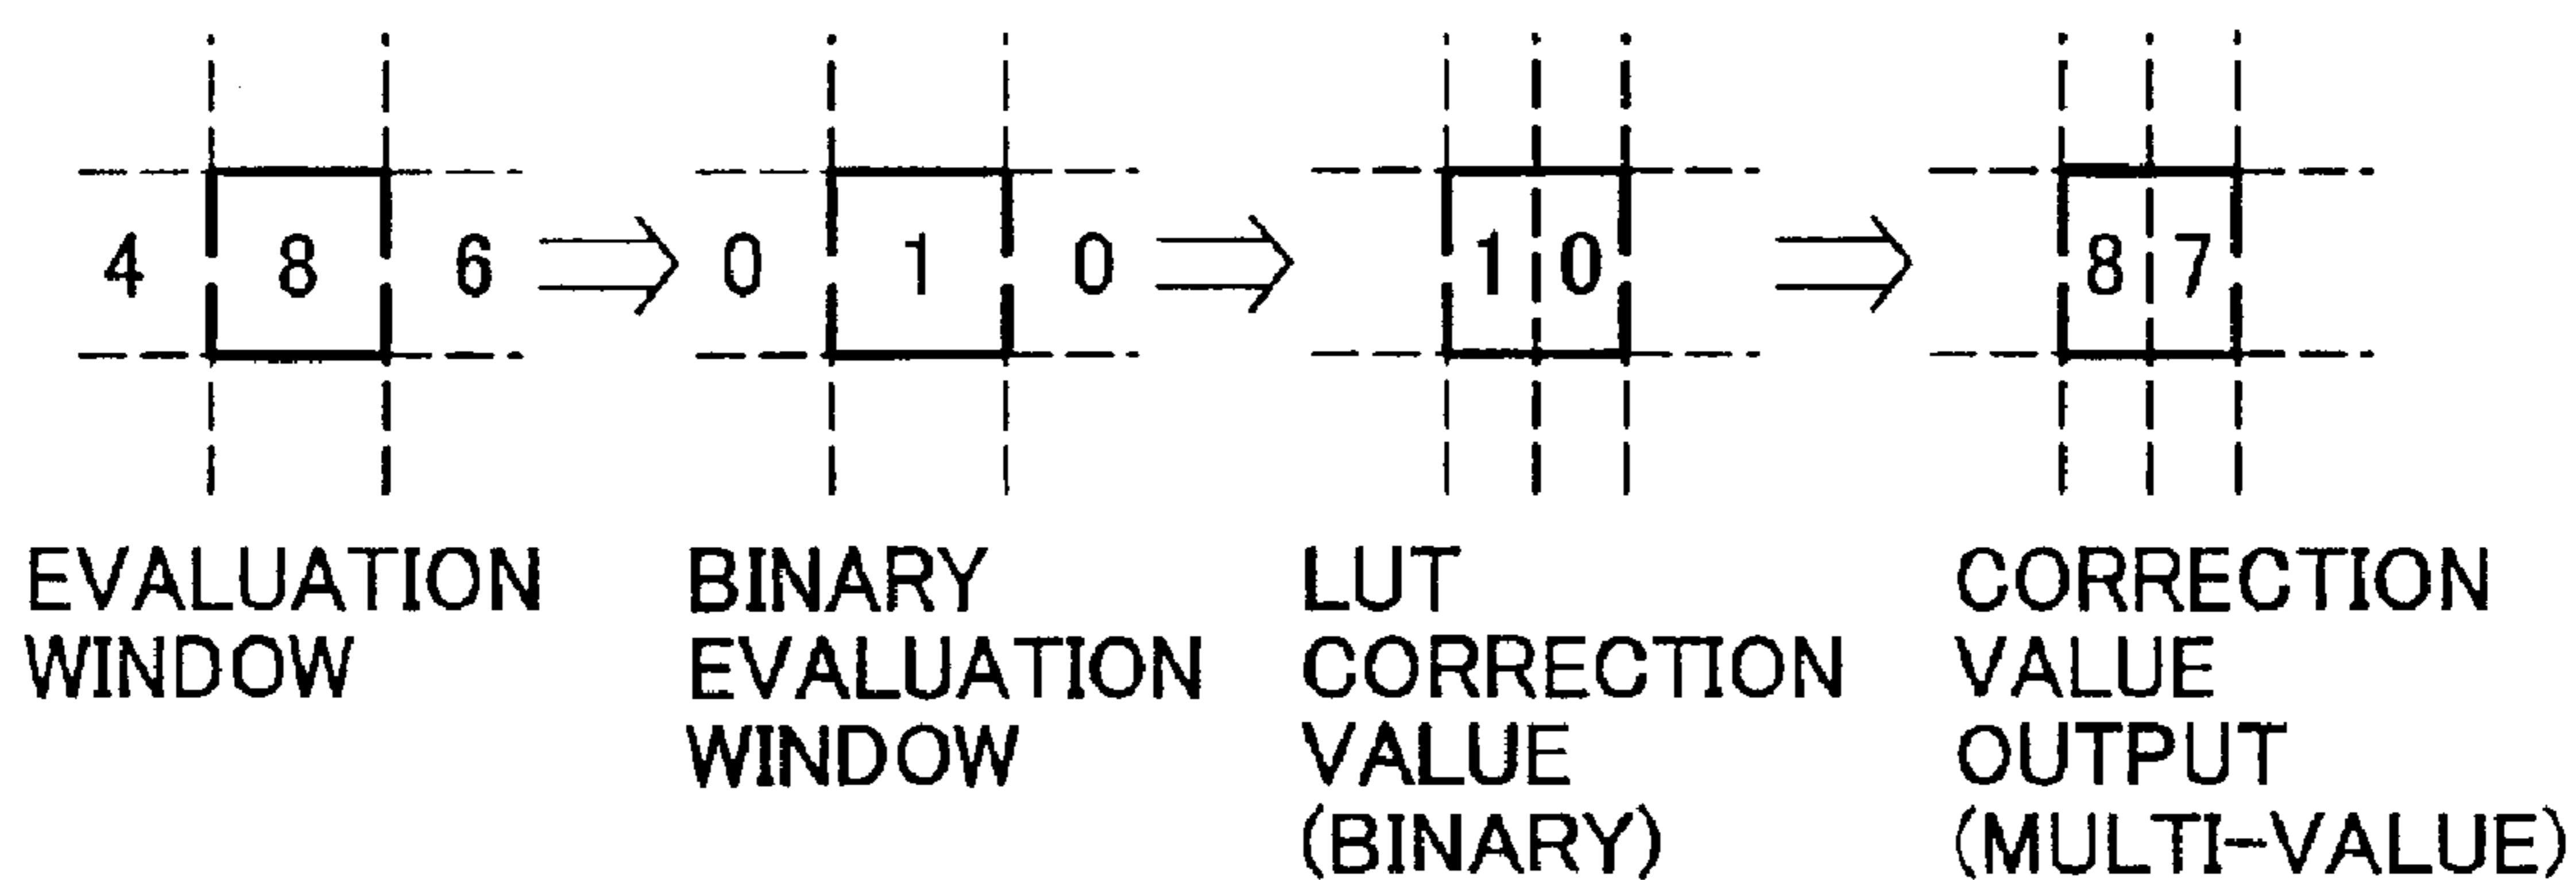 4 8 6 0 1 0 1 0 8 7
EVALUATION WINDOW
BINARY EVALUATION WINDOW
LUT CORRECTION VALUE (BINARY)
CORRECTION VALUE OUTPUT (MULTI-VALUE)